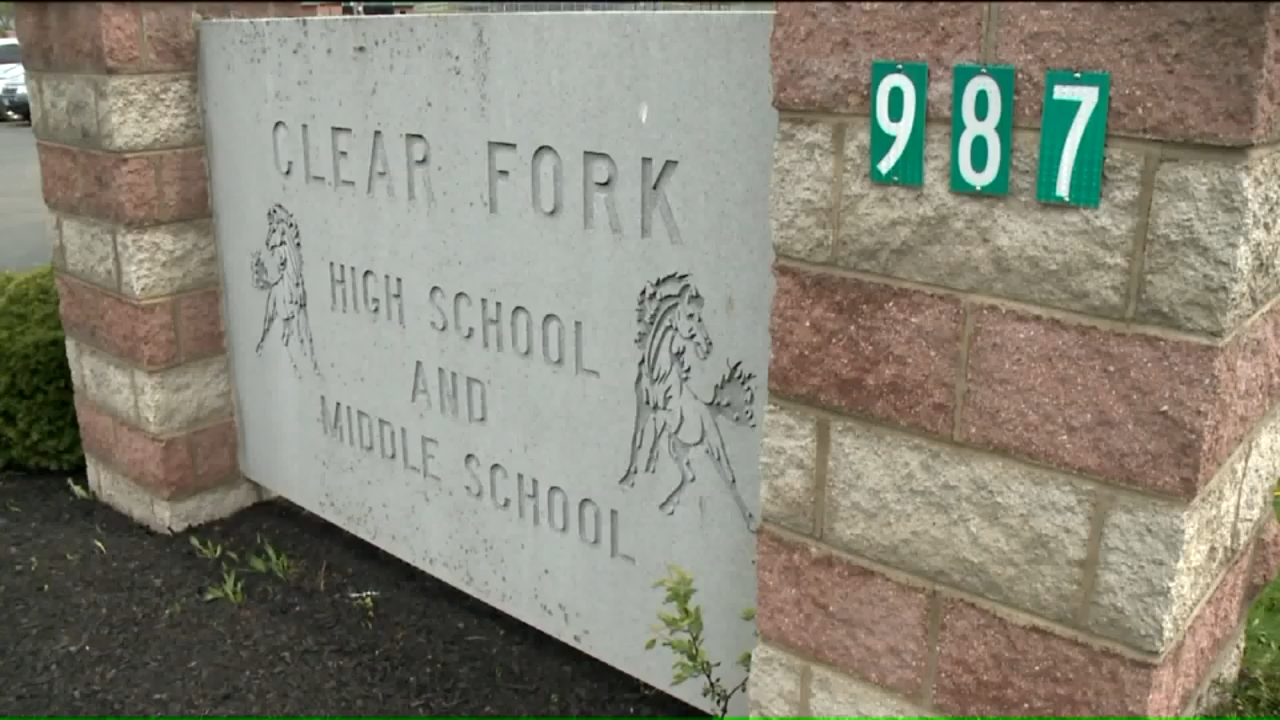 CLEAR FORK
HIGH SCHOOL
AND
MIDDLE SCHOOL
987